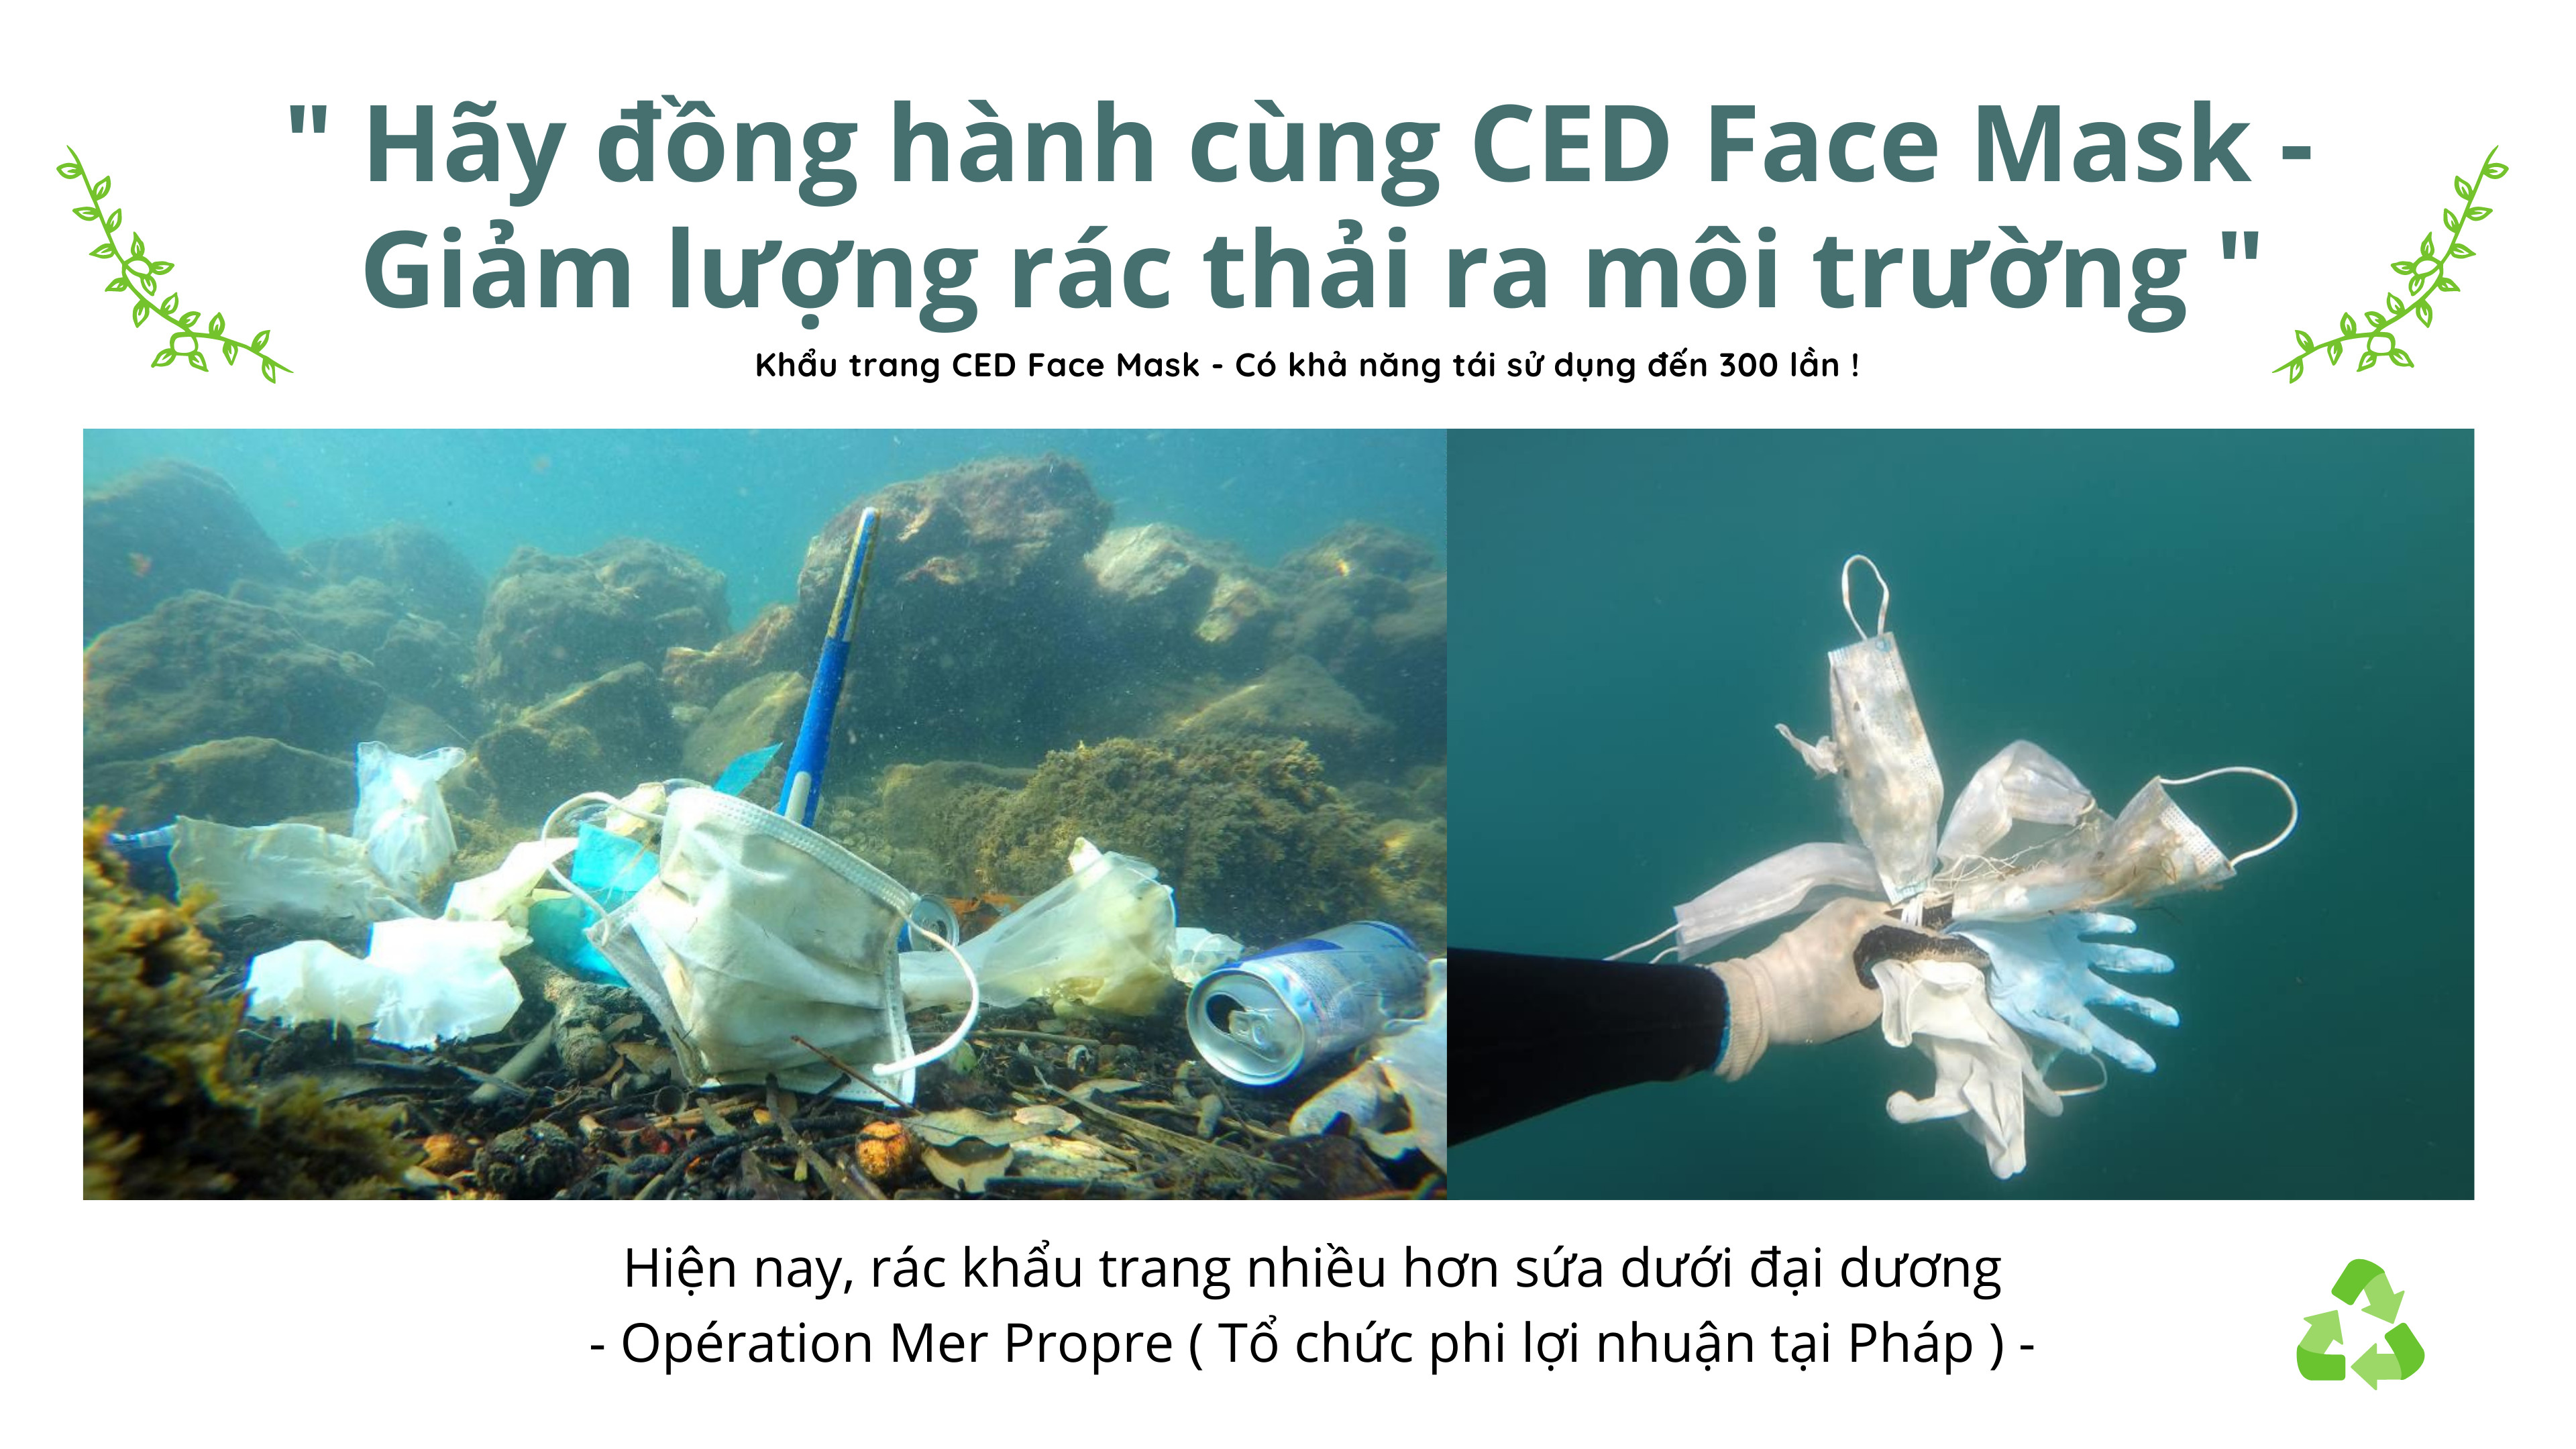 " Hãy đồng hành cùng CED Face Mask -
Giảm lượng rác thải ra môi trường "
Khẩu trang CED Face Mask - Có khả năng tái sử dụng đến 300 lần !
Hiện nay, rác khẩu trang nhiều hơn sứa dưới đại dương
- Opération Mer Propre ( Tổ chức phi lợi nhuận tại Pháp ) -